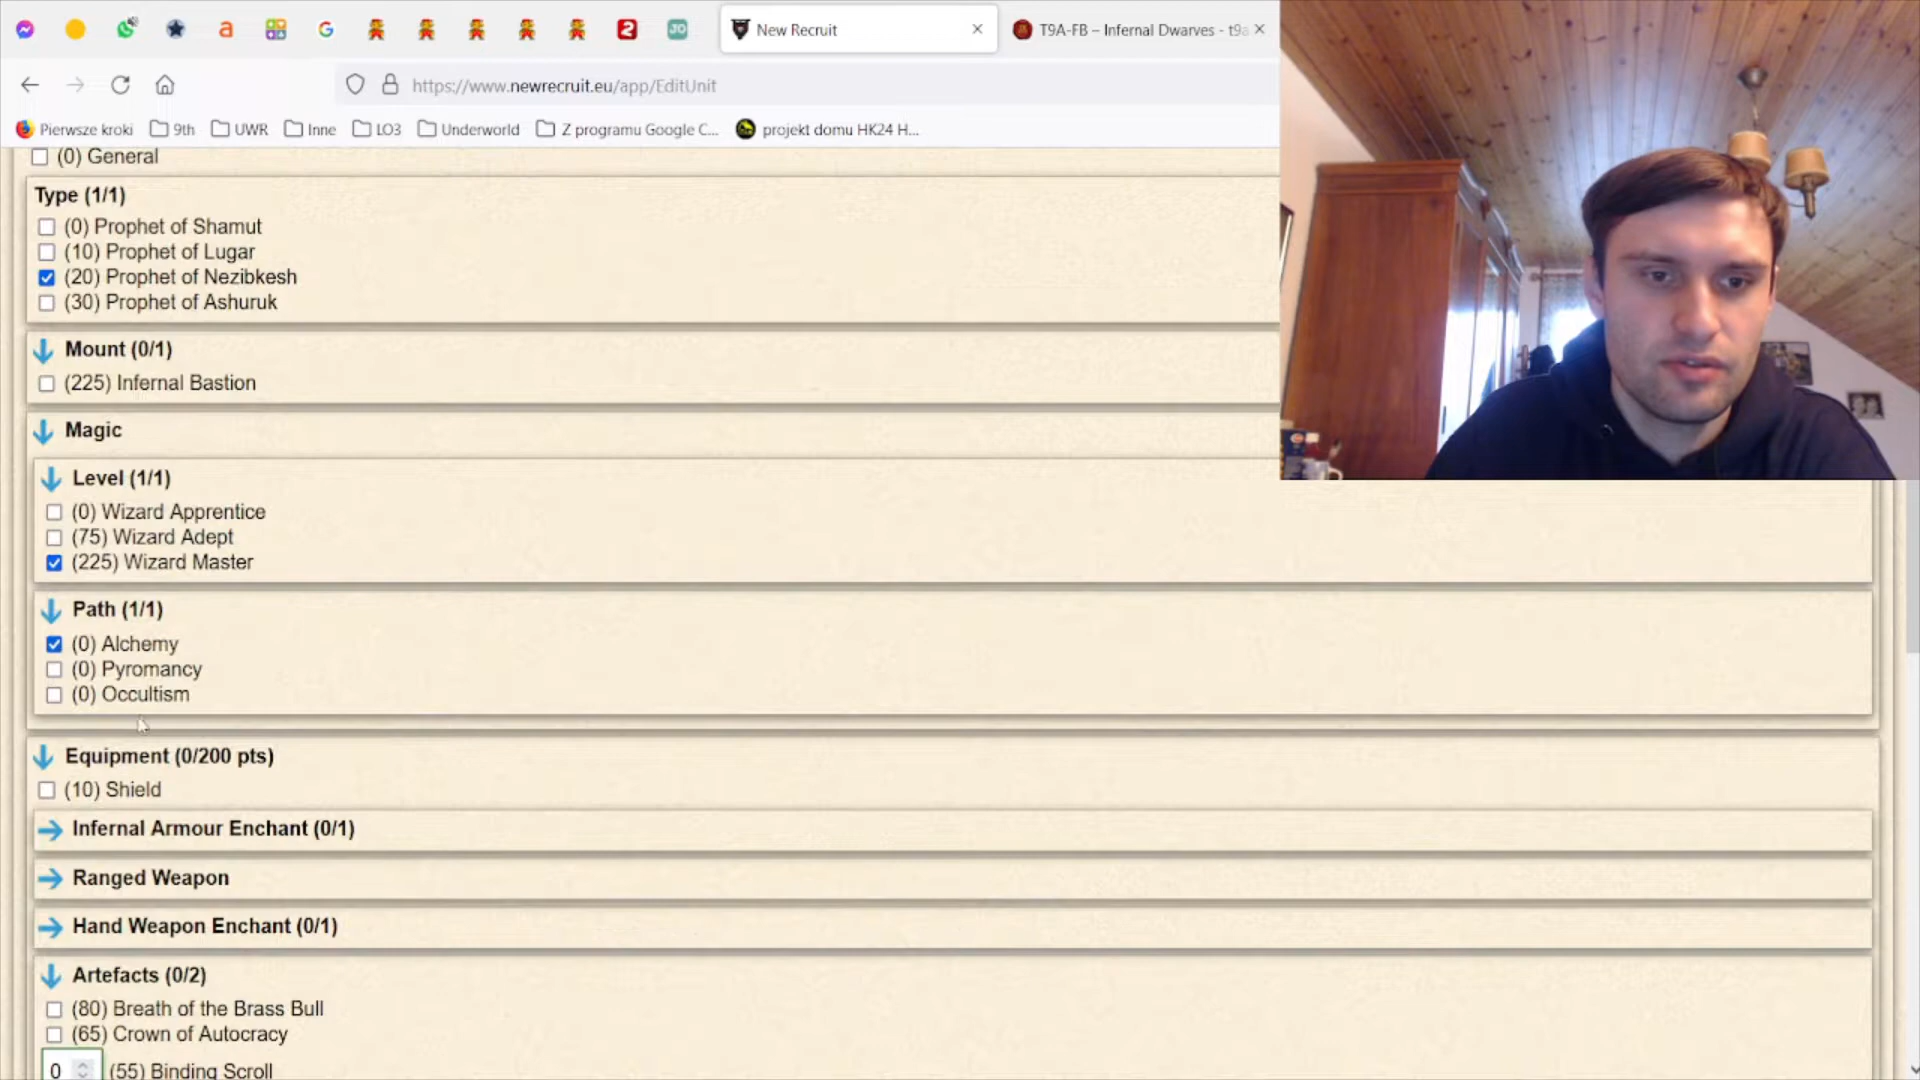 a
G
2
JO
New Recruit
T9A-FB – Infernal Dwarves - t9a
https://www.newrecruit.eu/app/EditUnit
Pierwsze kroki
9th
UWR
Inne
LO3
Underworld
Z programu Google C...
projekt domu HK24 H...
(0) General
Type (1/1)
(0) Prophet of Shamut
(10) Prophet of Lugar
(20) Prophet of Nezibkesh
(30) Prophet of Ashuruk
Mount (0/1)
(225) Infernal Bastion
Magic
Level (1/1)
(0) Wizard Apprentice
(75) Wizard Adept
(225) Wizard Master
Path (1/1)
(0) Alchemy
(0) Pyromancy
(0) Occultism
Equipment (0/200 pts)
(10) Shield
Infernal Armour Enchant (0/1)
Ranged Weapon
Hand Weapon Enchant (0/1)
Artefacts (0/2)
(80) Breath of the Brass Bull
(65) Crown of Autocracy
0 (55) Binding Scroll